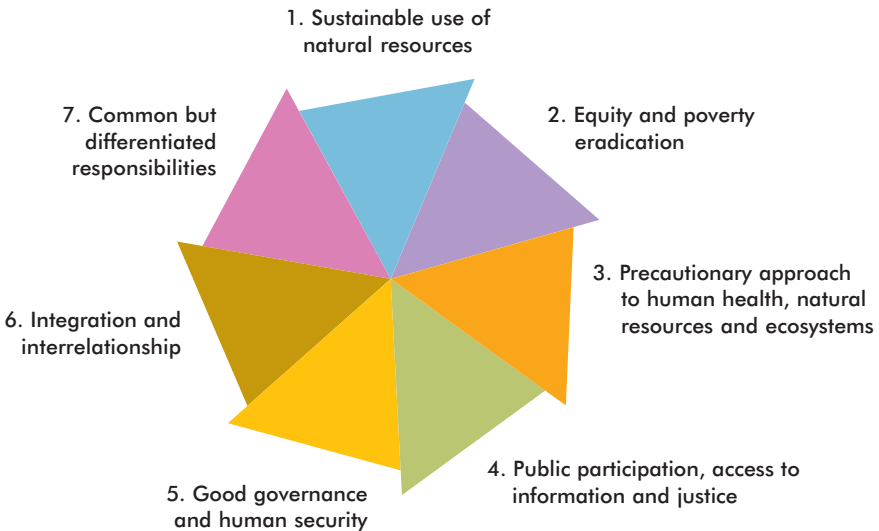 1. Sustainable use of
natural resources
2. Equity and poverty
eradication
3. Precautionary approach
to human health, natural
resources and ecosystems
4. Public participation, access to
information and justice
5. Good governance
and human security
6. Integration and
interrelationship
7. Common but
differentiated
responsibilities